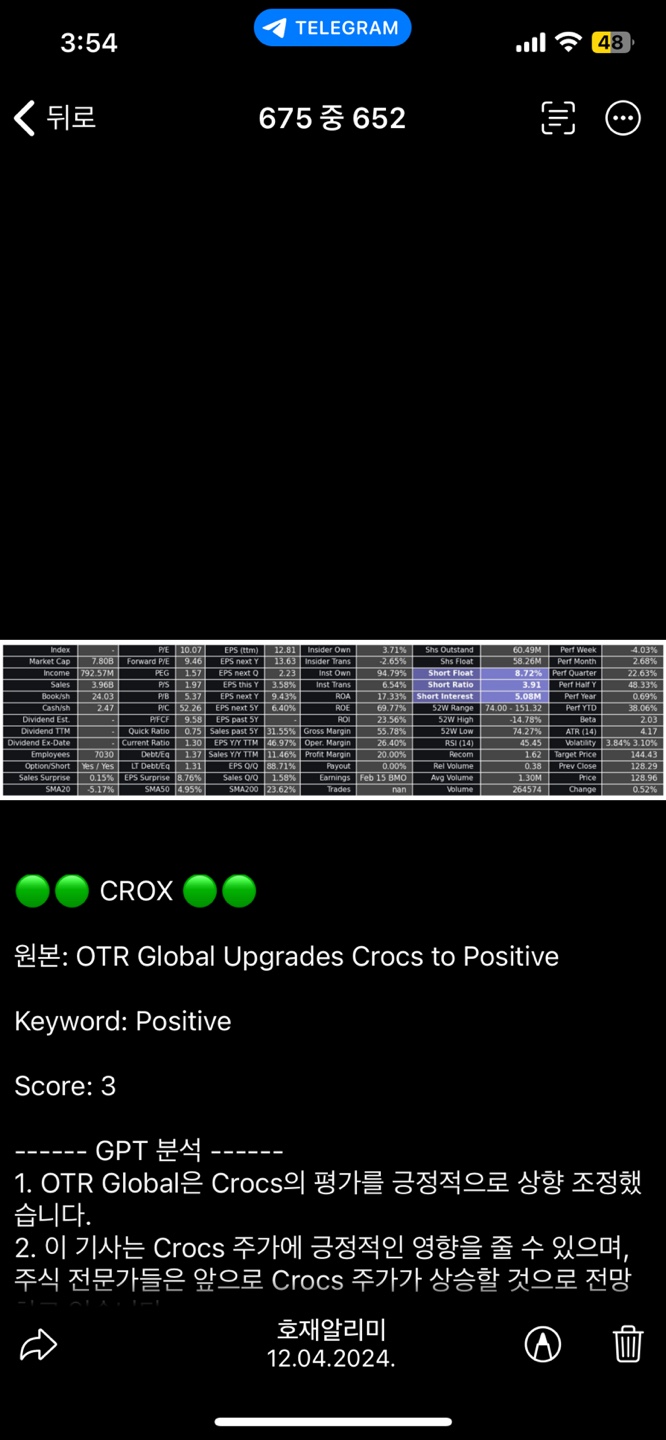 3:54
TELEGRAM
48
뒤로
675 중 652
Index - P/E 10.07 EPS (ttm) 12.81 Insider Own 3.71% Shs Outstand 60.49M Perf Week -4.03%
Market Cap 7.80B Forward P/E 9.46 EPS next Y 13.63 Insider Trans -2.65% Shs Float 58.26M Perf Month 2.68%
Income 792.57M PEG 1.57 EPS next Q 2.23 Inst Own 94.79% Short Float 8.72% Perf Quarter 22.63%
Sales 3.96B P/S 1.97 EPS this Y 3.58% Inst Trans 6.54% Short Ratio 3.91 Perf Half Y 48.33%
Book/sh 24.03 P/B 5.37 EPS next Y 9.43% ROA 17.33% Short Interest 5.08M Perf Year 0.69%
Cash/sh 2.47 P/C 52.26 EPS next 5Y 6.40% ROE 69.77% 52W Range 74.00 - 151.32 Perf YTD 38.06%
Dividend Est. - P/FCF 9.58 EPS past 5Y - ROI 23.56% 52W High -14.78% Beta 2.03
Dividend TTM - Quick Ratio 0.75 Sales past 5Y 31.55% Gross Margin 55.78% 52W Low 74.27% ATR (14) 4.17
Dividend Ex-Date - Current Ratio 1.30 EPS Y/Y TTM 46.97% Oper. Margin 26.40% RSI (14) 45.45 Volatility 3.84% 3.10%
Employees 7030 Debt/Eq 1.37 Sales Y/Y TTM 11.46% Profit Margin 20.00% Recom 1.62 Target Price 144.43
Option/Short Yes / Yes LT Debt/Eq 1.31 EPS Q/Q 88.71% Payout 0.00% Rel Volume 0.38 Prev Close 128.29
Sales Surprise 0.15% EPS Surprise 8.76% Sales Q/Q 1.58% Earnings Feb 15 BMO Avg Volume 1.30M Price 128.96
SMA20 -5.17% SMA50 4.95% SMA200 23.62% Trades nan Volume 264574 Change 0.52%
CROX
원본: OTR Global Upgrades Crocs to Positive
Keyword: Positive
Score: 3
------ GPT 분석 ------
1. OTR Global은 Crocs의 평가를 긍정적으로 상향 조정했
습니다.
2. 이 기사는 Crocs 주가에 긍정적인 영향을 줄 수 있으며,
주식 전문가들은 앞으로 Crocs 주가가 상승할 것으로 전망
호재알리미
12.04.2024.